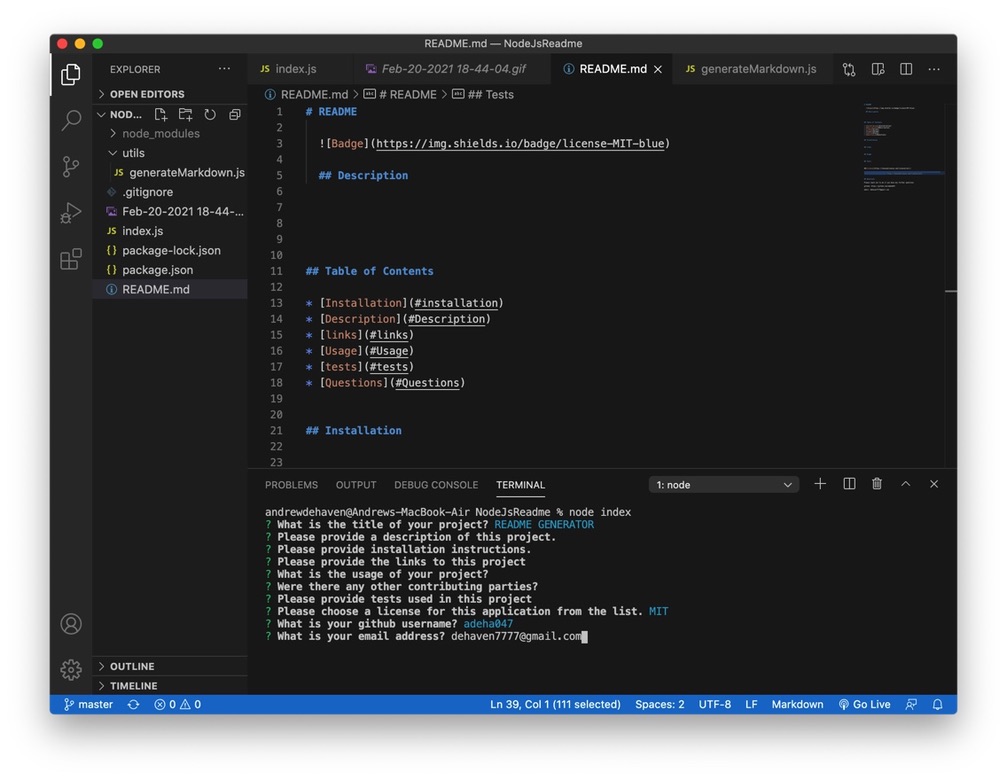 README.md — NodeJsReadme
EXPLORER
OPEN EDITORS
NOD...
node_modules
utils
JS generateMarkdown.js
.gitignore
Feb-20-2021 18-44-...
JS index.js
{} package-lock.json
{} package.json
README.md
OUTLINE
TIMELINE
JS index.js
Feb-20-2021 18-44-04.gif
README.md
JS generateMarkdown.js
README.md > # README > ## Tests
1 # README
2
3 ![Badge](https://img.shields.io/badge/license-MIT-blue)
4
5 ## Description
6
7
8
9
10
11 ## Table of Contents
12
13 * [Installation](#installation)
14 * [Description](#Description)
15 * [links](#links)
16 * [Usage](#Usage)
17 * [tests](#tests)
18 * [Questions](#Questions)
19
20
21 ## Installation
22
23
PROBLEMS OUTPUT DEBUG CONSOLE TERMINAL
1: node
andrewdehaven@Andrews-MacBook-Air NodeJsReadme % node index
? What is the title of your project? README GENERATOR
? Please provide a description of this project.
? Please provide installation instructions.
? Please provide the links to this project
? What is the usage of your project?
? Were there any other contributing parties?
? Please provide tests used in this project
? Please choose a license for this application from the list. MIT
? What is your github username? adeha047
? What is your email address? dehaven7777@gmail.com
master 0 0 Ln 39, Col 1 (111 selected) Spaces: 2 UTF-8 LF Markdown Go Live